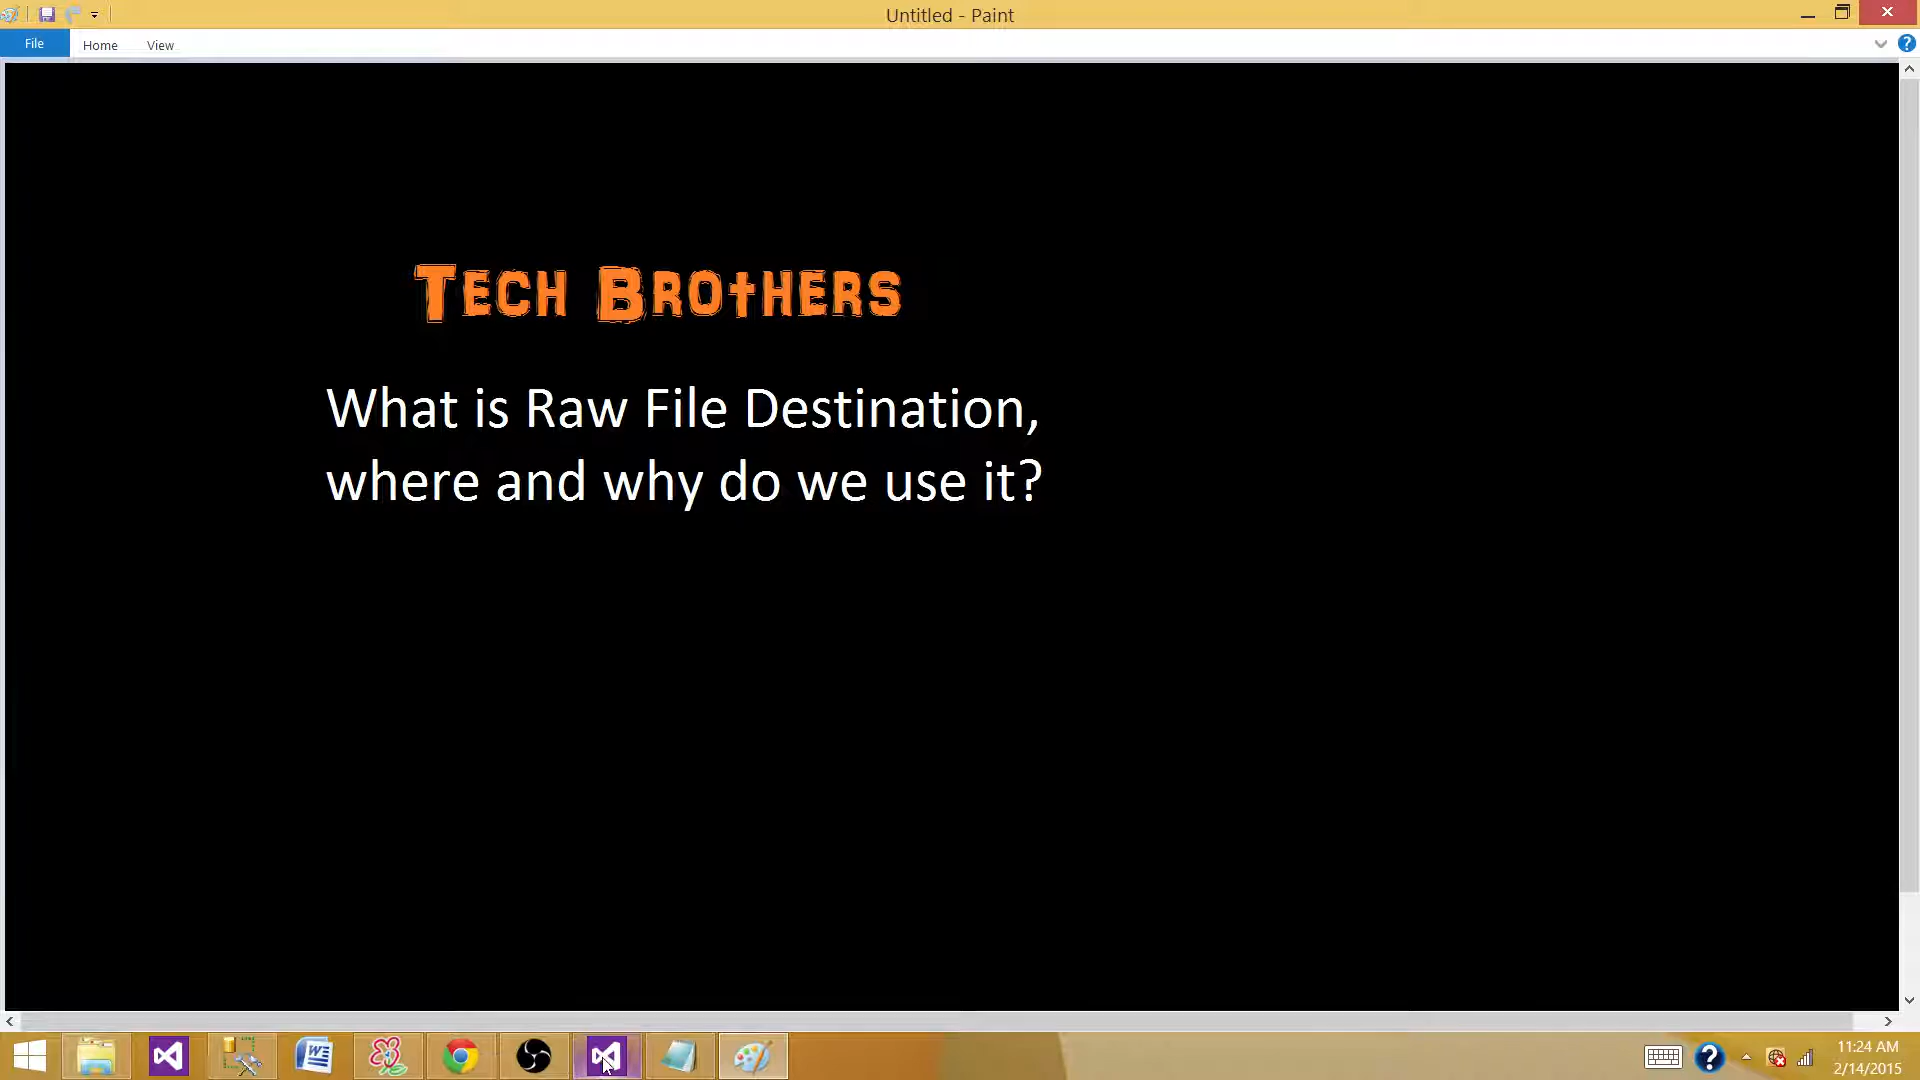 Untitled - Paint
File Home View
Tech Brothers
What is Raw File Destination,
where and why do we use it?
11:24 AM
2/14/2015